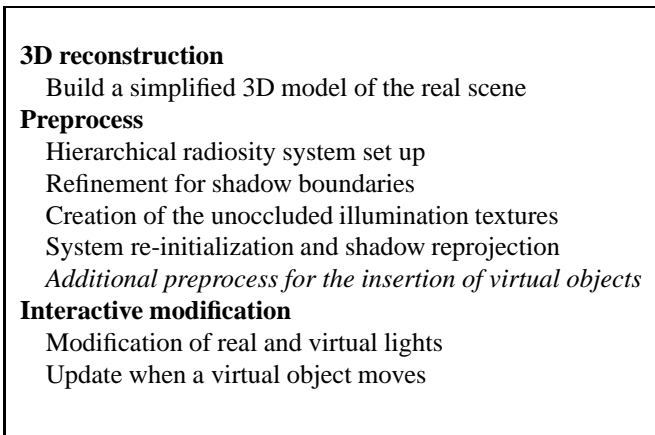 3D reconstruction
Build a simplified 3D model of the real scene
Preprocess
Hierarchical radiosity system set up
Refinement for shadow boundaries
Creation of the unoccluded illumination textures
System re-initialization and shadow reprojection
Additional preprocess for the insertion of virtual objects
Interactive modification
Modification of real and virtual lights
Update when a virtual object moves